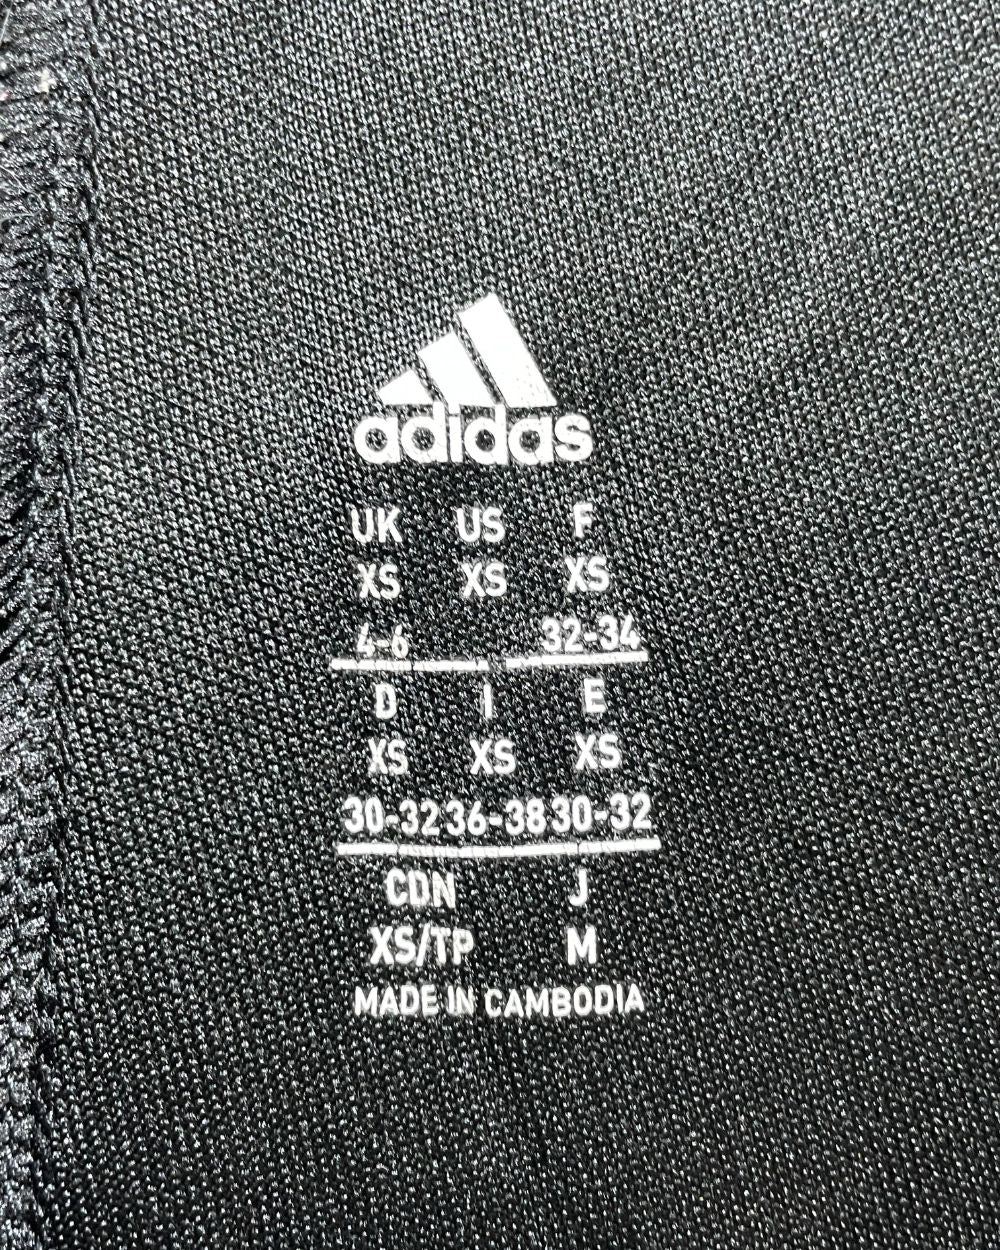 adidas
UK US F
XS XS XS
4-6 32-34
D I E
XS XS XS
30-32 36-38 30-32
CDN J
XS/TP M
MADE IN CAMBODIA